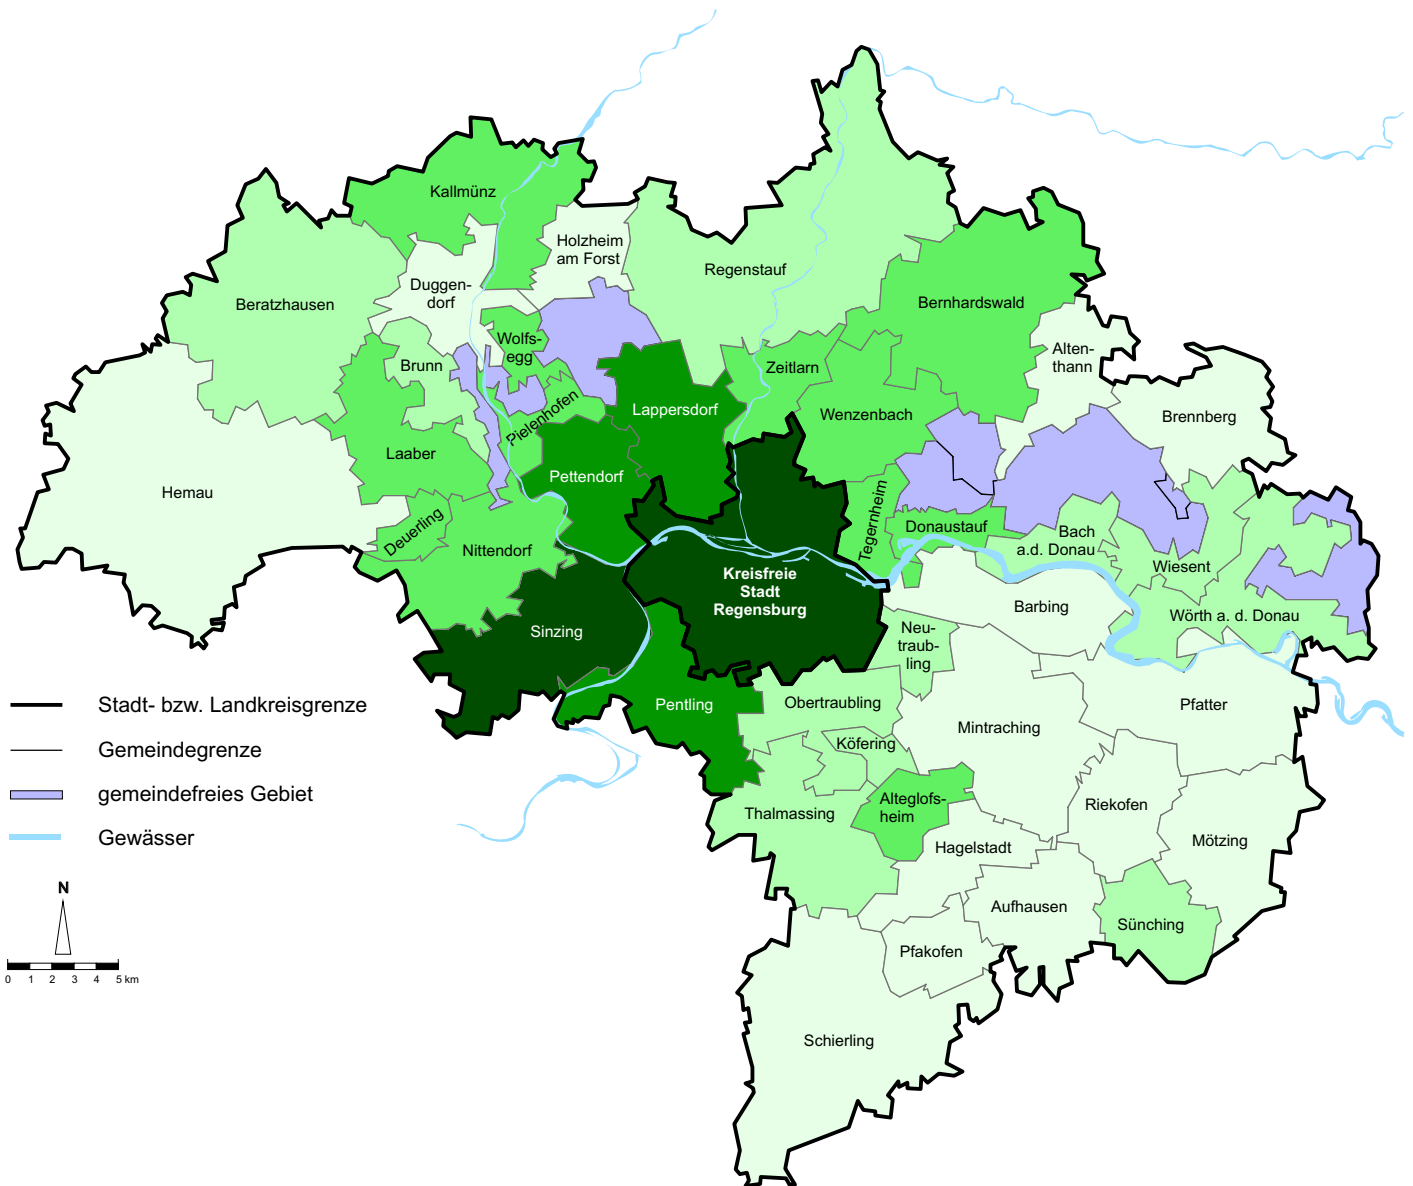 Kallmünz
Holzheim
am Forst
Regenstauf
Duggen-
dorf
Beratzhausen
Bernhardswald
Wolfs-
egg
Alten-
thann
Brunn
Zeitlarn
Pielenhofen
Lappersdorf
Wenzenbach
Brennberg
Laaber
Pettendorf
Hemau
Deuerling
Nittendorf
Tegernheim
Donaustauf
Bach
a.d. Donau
Wiesent
Kreisfreie
Stadt
Regensburg
Barbing
Wörth a. d. Donau
Sinzing
Neu-
traub-
ling
Pentling
Obertraubling
Pfatter
Mintraching
Köfering
Thalmassing
Alteglofs-
heim
Riekofen
Mötzing
Hagelstadt
Aufhausen
Sünching
Pfakofen
Schierling
Stadt- bzw. Landkreisgrenze
Gemeindegrenze
gemeindefreies Gebiet
Gewässer
N
0 1 2 3 4 5 km